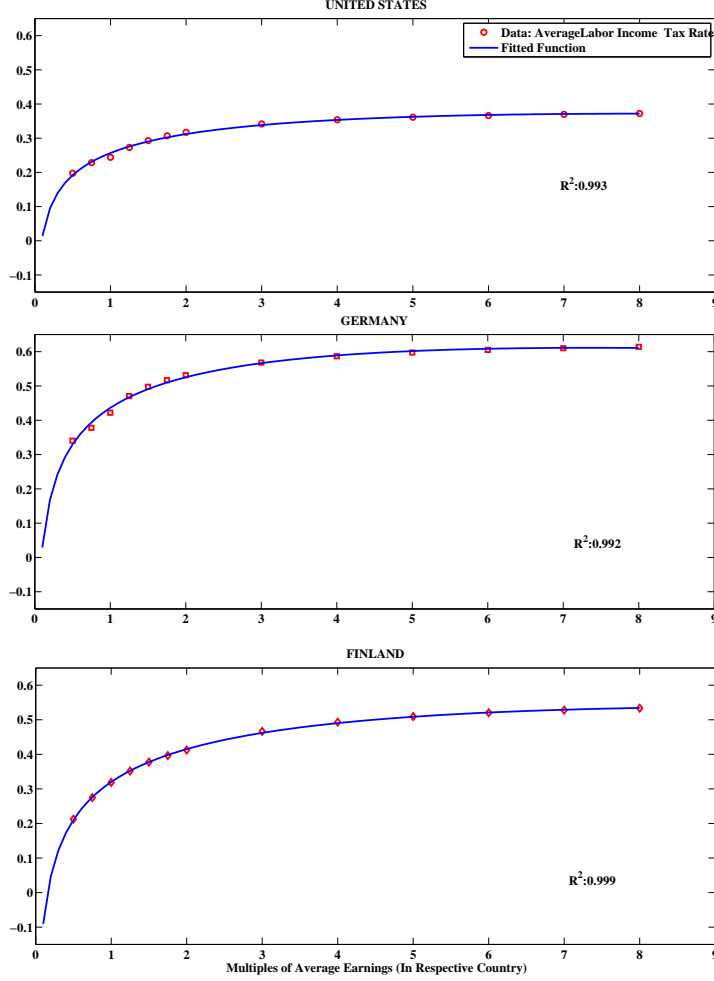 UNITED STATES
Data: AverageLabor Income Tax Rate
Fitted Function
0.6
0.5
0.4
0.3
0.2
0.1
0
−0.1
R²:0.993
0 1 2 3 4 5 6 7 8 9
GERMANY
0.6
0.5
0.4
0.3
0.2
0.1
0
−0.1
R²:0.992
0 1 2 3 4 5 6 7 8 9
FINLAND
0.6
0.5
0.4
0.3
0.2
0.1
0
−0.1
R²:0.999
0 1 2 3 4 5 6 7 8 9
Multiples of Average Earnings (In Respective Country)